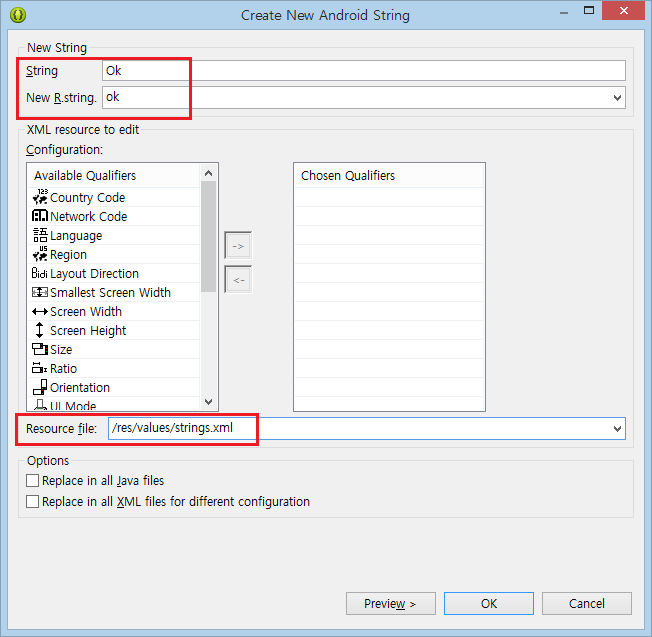 Create New Android String
New String
String Ok
New R.string. ok
XML resource to edit
Configuration:
Available Qualifiers
Country Code
Network Code
Language
Region
Layout Direction
Smallest Screen Width
Screen Width
Screen Height
Size
Ratio
Orientation
UI Mode
->
<-
Chosen Qualifiers
Resource file: /res/values/strings.xml
Options
Replace in all Java files
Replace in all XML files for different configuration
Preview > OK Cancel